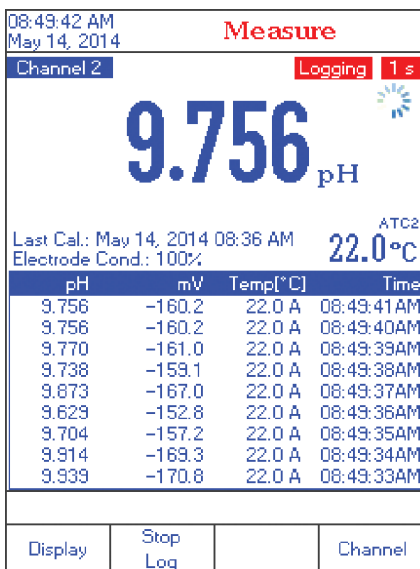 08:49:42 AM
May 14, 2014
Measure
Channel 2
Logging 1 s
9.756 pH
ATC2
22.0°C
Last Cal.: May 14, 2014 08:36 AM
Electrode Cond.: 100%
pH mV Temp[°C] Time
9.756 -160.2 22.0 A 08:49:41AM
9.756 -160.2 22.0 A 08:49:40AM
9.770 -161.0 22.0 A 08:49:39AM
9.738 -159.1 22.0 A 08:49:38AM
9.873 -167.0 22.0 A 08:49:37AM
9.629 -152.8 22.0 A 08:49:36AM
9.704 -157.2 22.0 A 08:49:35AM
9.914 -169.3 22.0 A 08:49:34AM
9.939 -170.8 22.0 A 08:49:33AM
Display
Stop
Log
Channel